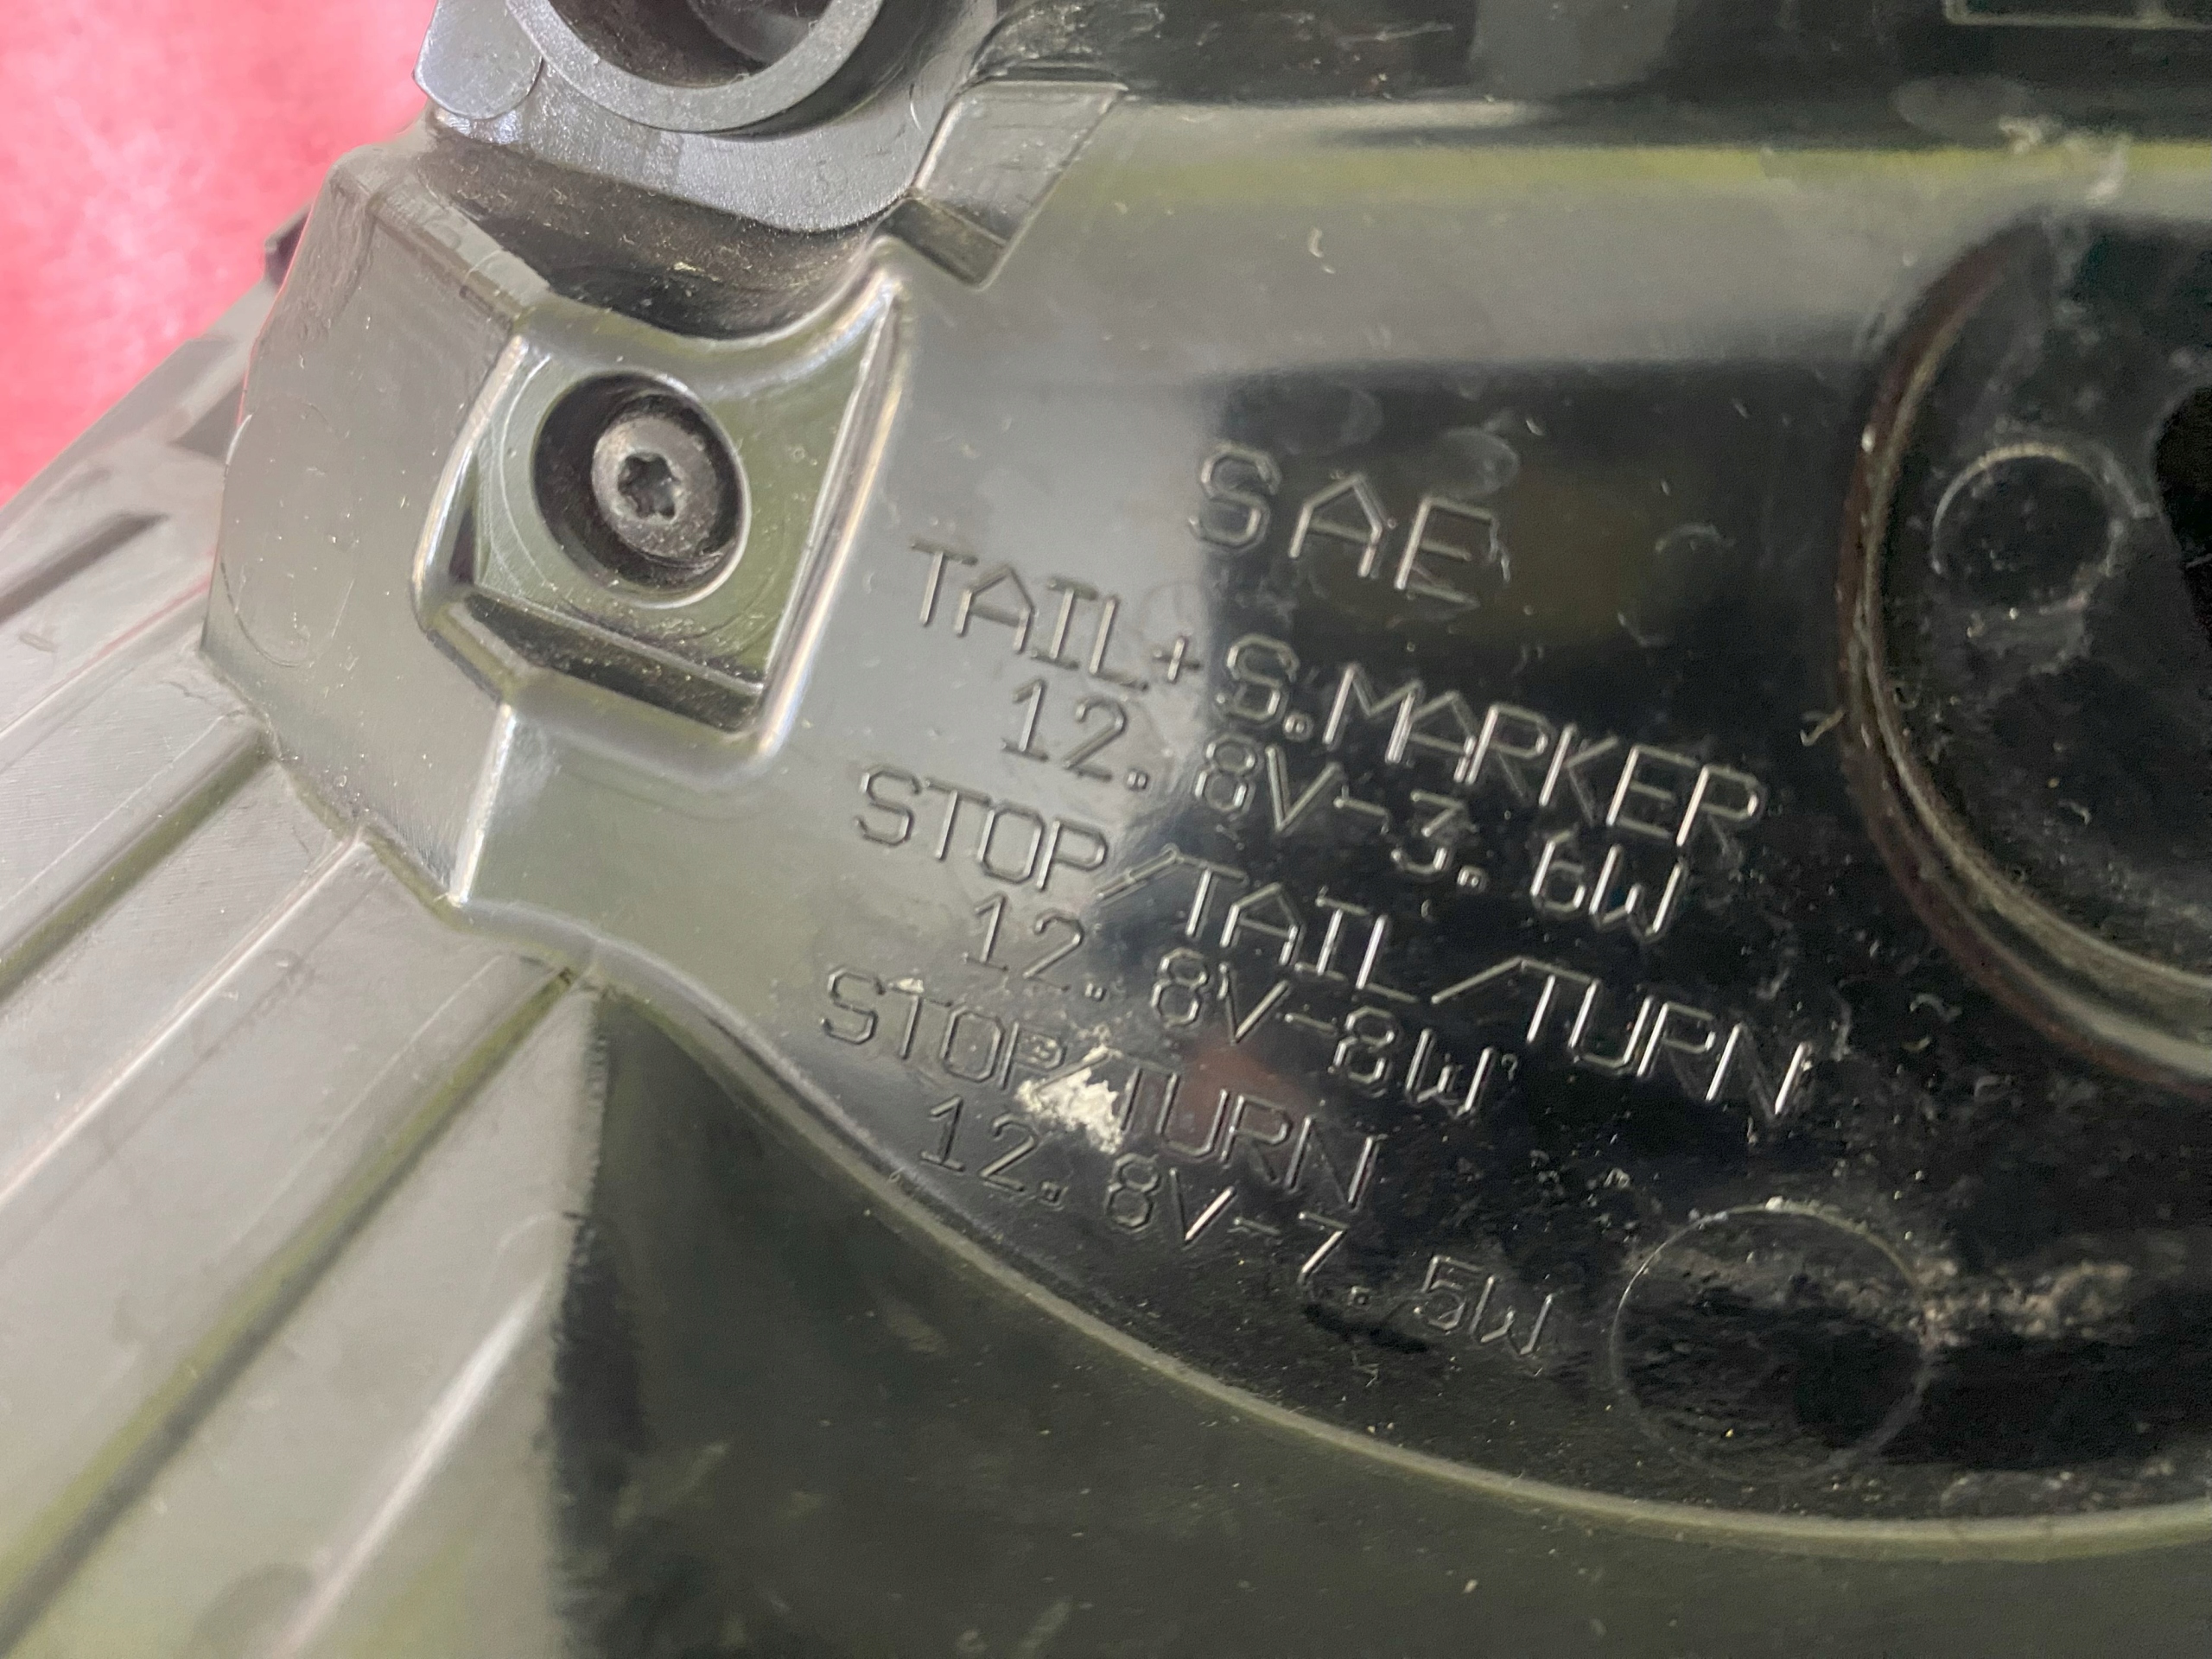 SAE
TAIL+S.MARKER
12.8V-3.6W
STOP/TAIL/TURN
12.8V-8W
STOP/TURN
12.8V-7.5W